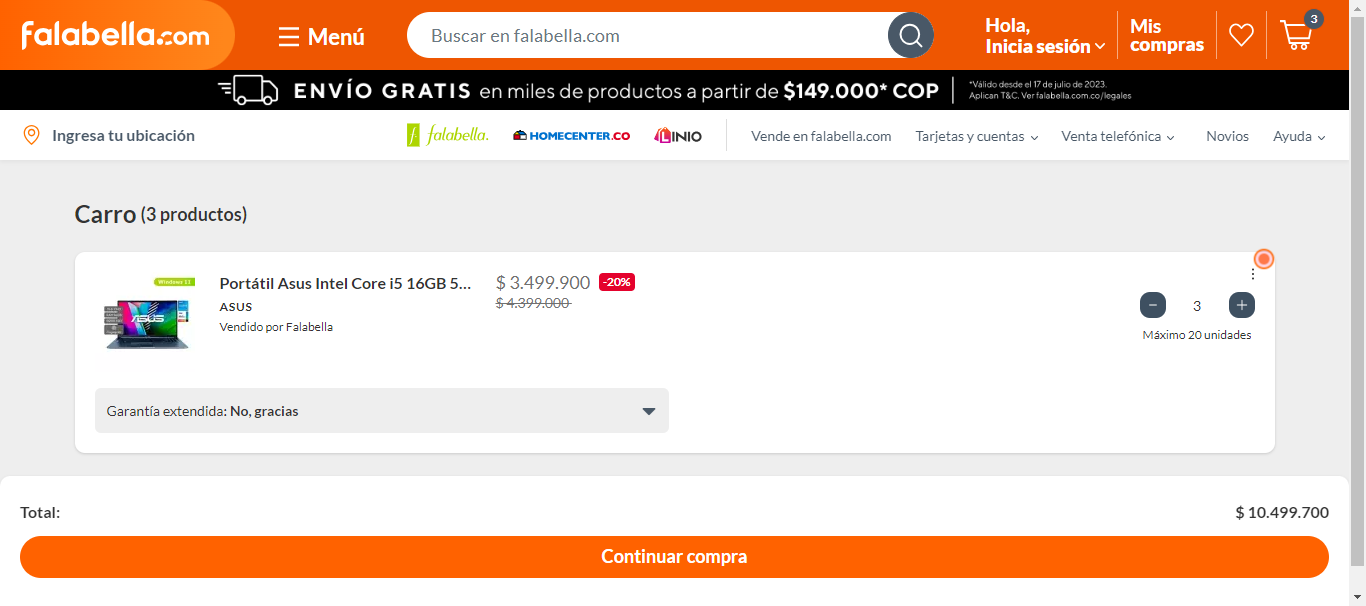 falabella.com
Menú
Buscar en falabella.com
Hola,
Inicia sesión
Mis
compras
3
ENVÍO GRATIS en miles de productos a partir de $149.000* COP
*Válido desde el 17 de julio de 2023.
Aplican T&C. Ver falabella.com.co/legales
Ingresa tu ubicación
falabella.
HOMECENTER.CO
LINIO
Vende en falabella.com
Tarjetas y cuentas
Venta telefónica
Novios
Ayuda
Carro (3 productos)
Windows 11
ASUS
Portátil Asus Intel Core i5 16GB 5...
ASUS
Vendido por Falabella
$ 3.499.900 -20%
$ 4.399.000
− 3 +
Máximo 20 unidades
Garantía extendida: No, gracias
Total: $ 10.499.700
Continuar compra